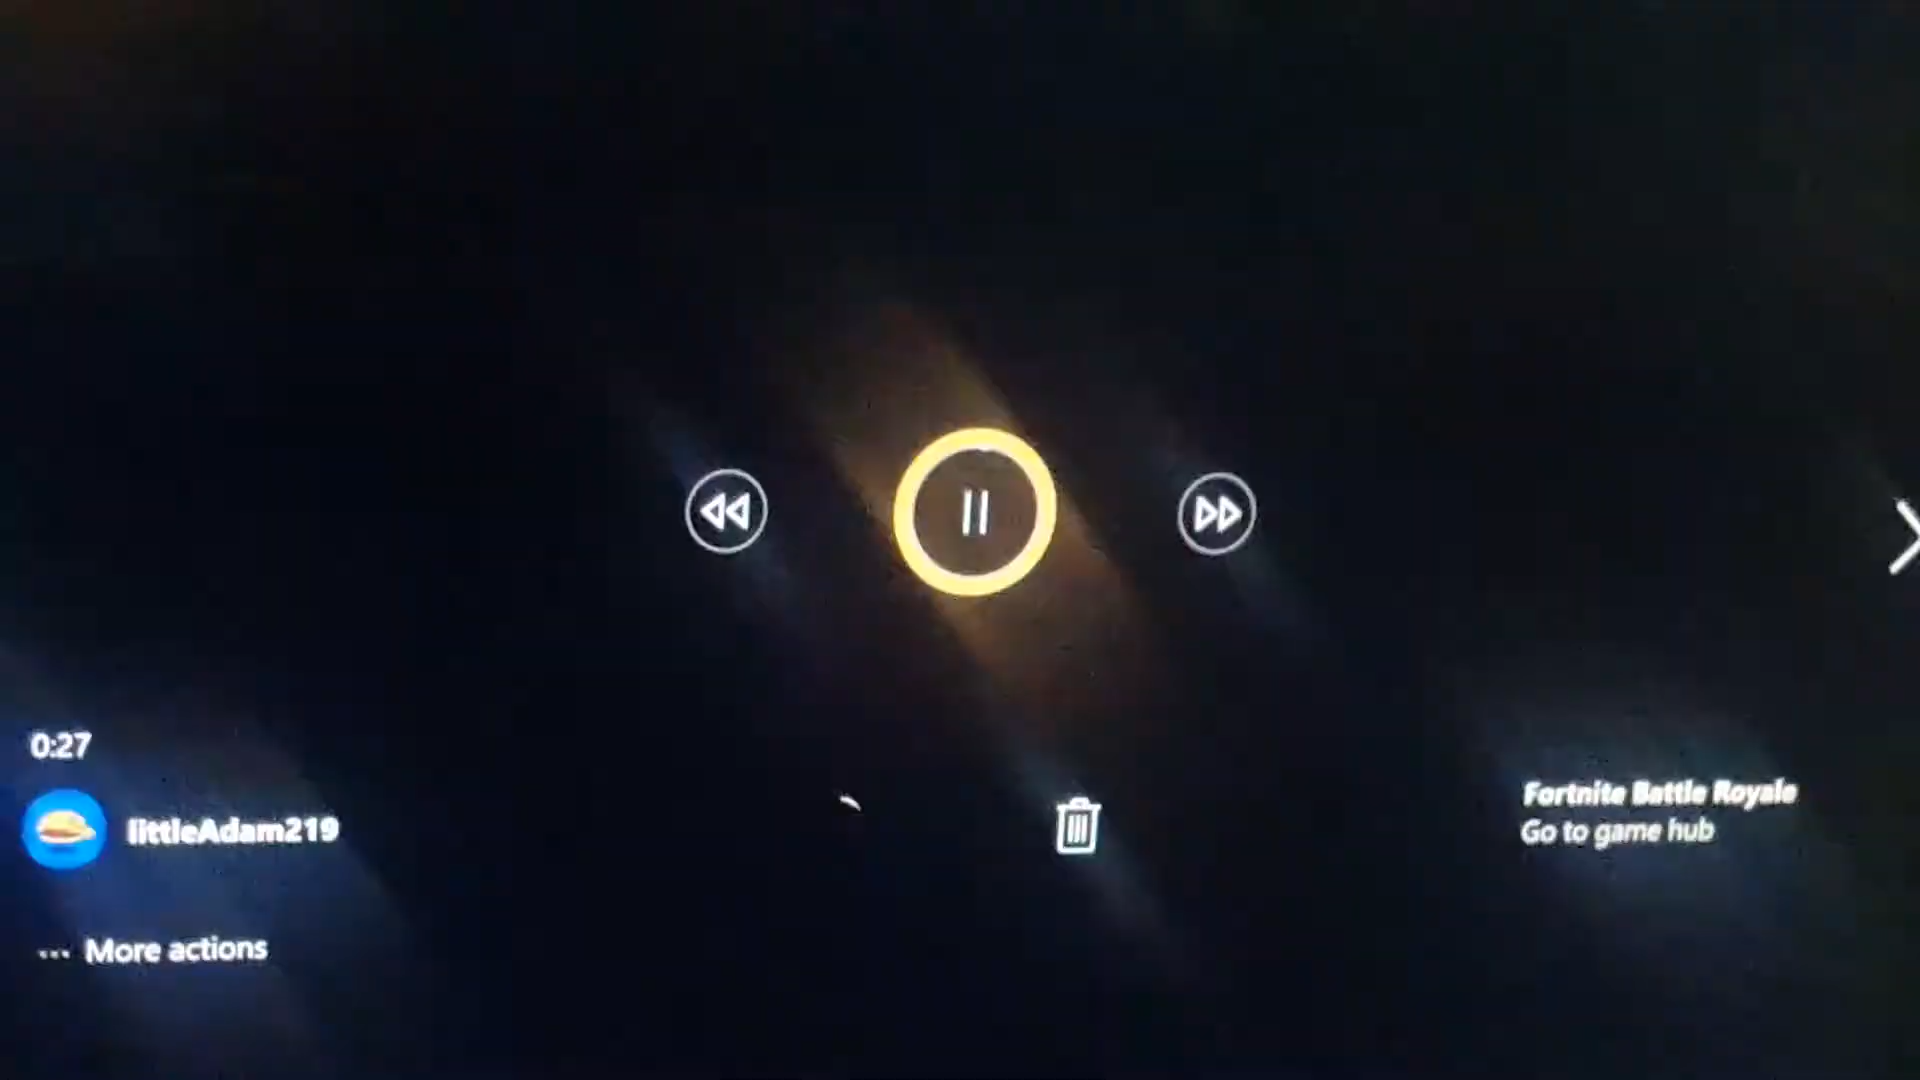 0:27
littleAdam219
Fortnite Battle Royale
Go to game hub
··· More actions